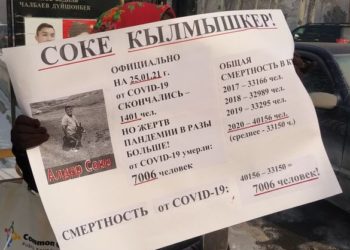 ЧАЛБАЕВ ДУЙШОНБЕК
СОКЕ КЫЛМЫШКЕР!
ОФИЦИАЛЬНО
НА 25.01.21 г.
от COVID-19
СКОНЧАЛИСЬ –
1401 чел.
НО ЖЕРТВ
ПАНДЕМИИ В РАЗЫ
БОЛЬШЕ!
от COVID-19 умерли:
7006 человек
ОБЩАЯ
СМЕРТНОСТЬ В К
2017 – 33166 чел.
2018 – 32989 чел.
2019 – 33295 чел.
2020 – 40156 чел.
(среднее - 33150 ч.)
40156 – 33150 =
СМЕРТНОСТЬ от COVID-19: 7006 человек!